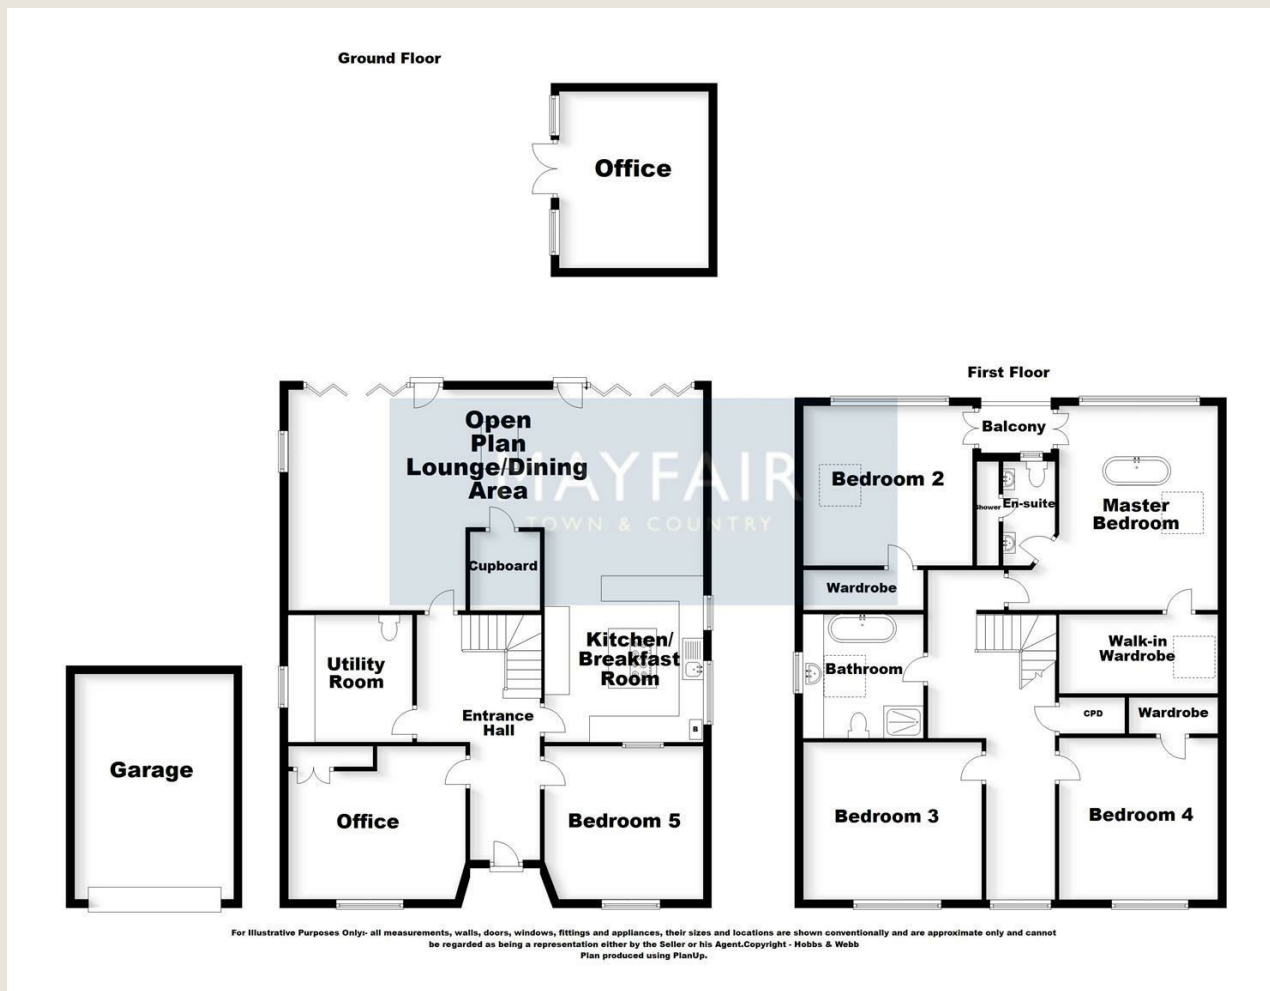 Ground Floor
Office
First Floor
Open
Plan
Lounge/Dining
Area
MAYFAIR
TOWN & COUNTRY
Cupboard
Kitchen/
Breakfast
Room
Utility
Room
Entrance
Hall
B
Garage
Office
Bedroom 5
Balcony
Bedroom 2
Shower
En-suite
Master
Bedroom
Wardrobe
Bathroom
Walk-in
Wardrobe
CPD
Wardrobe
Bedroom 3
Bedroom 4
For Illustrative Purposes Only:- all measurements, walls, doors, windows, fittings and appliances, their sizes and locations are shown conventionally and are approximate only and cannot
be regarded as being a representation either by the Seller or his Agent.Copyright - Hobbs & Webb
Plan produced using PlanUp.